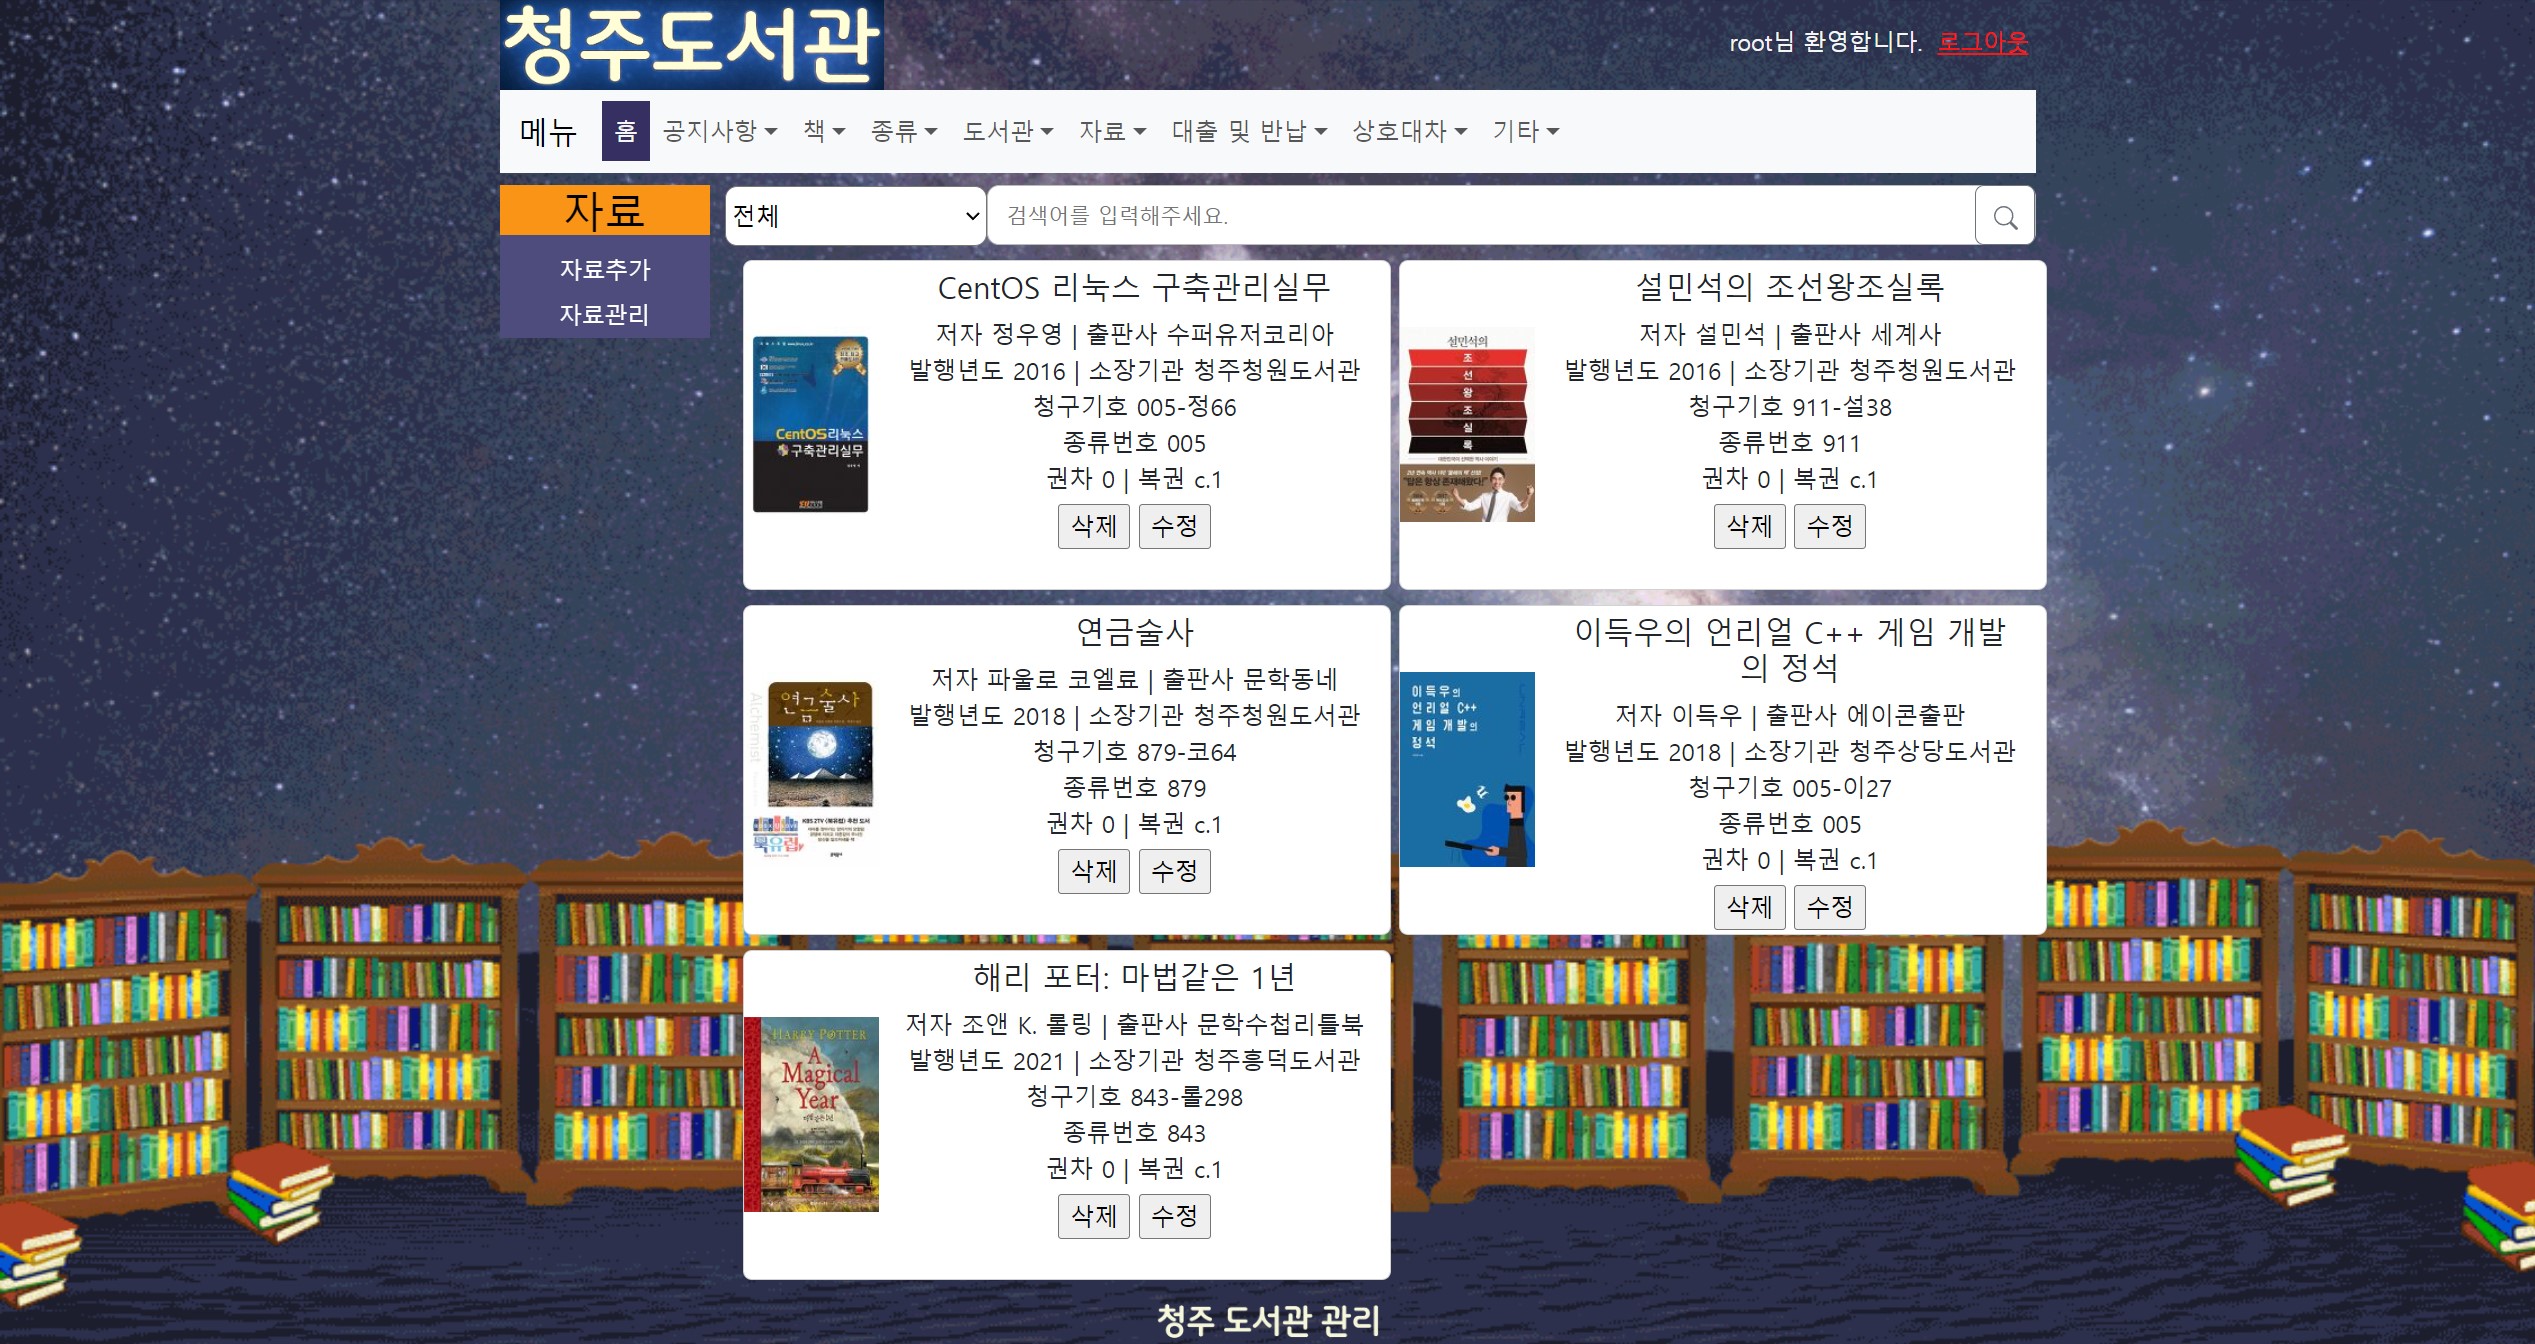 청주도서관
root님 환영합니다. 로그아웃
메뉴 홈 공지사항 책 종류 도서관 자료 대출 및 반납 상호대차 기타
자료
자료추가
자료관리
전체 검색어를 입력해주세요.
CentOS 리눅스 구축관리실무
저자 정우영 | 출판사 수퍼유저코리아
발행년도 2016 | 소장기관 청주청원도서관
청구기호 005-정66
종류번호 005
권차 0 | 복권 c.1
삭제 수정
CentOS리눅스
구축관리실무
설민석의 조선왕조실록
저자 설민석 | 출판사 세계사
발행년도 2016 | 소장기관 청주청원도서관
청구기호 911-설38
종류번호 911
권차 0 | 복권 c.1
삭제 수정
설민석의
조
선
왕
조
실
록
"답은 항상 존재해왔다!"
연금술사
저자 파울로 코엘료 | 출판사 문학동네
발행년도 2018 | 소장기관 청주청원도서관
청구기호 879-코64
종류번호 879
권차 0 | 복권 c.1
삭제 수정
연금술사
Alchemist
KBS 2TV 〈북유럽〉 추천 도서
북유럽
이득우의 언리얼 C++ 게임 개발
의 정석
저자 이득우 | 출판사 에이콘출판
발행년도 2018 | 소장기관 청주상당도서관
청구기호 005-이27
종류번호 005
권차 0 | 복권 c.1
삭제 수정
이득우의
언리얼 C++
게임 개발의
정석
해리 포터: 마법같은 1년
저자 조앤 K. 롤링 | 출판사 문학수첩리틀북
발행년도 2021 | 소장기관 청주흥덕도서관
청구기호 843-롤298
종류번호 843
권차 0 | 복권 c.1
삭제 수정
HARRY POTTER
A
Magical
Year
청주 도서관 관리